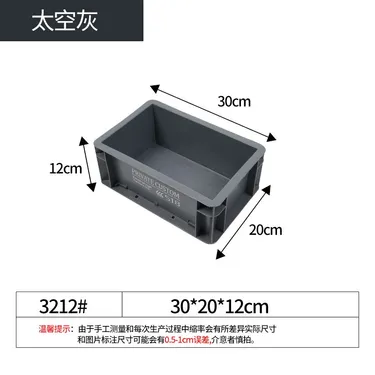 太空灰
30cm
12cm
PRIVATE CUSTOM
20cm
3212# 30*20*12cm
温馨提示：由于手工测量和每次生产过程中缩率会有所差异实际尺寸
和图片标注尺寸可能会有0.5-1cm误差,介意者慎拍。